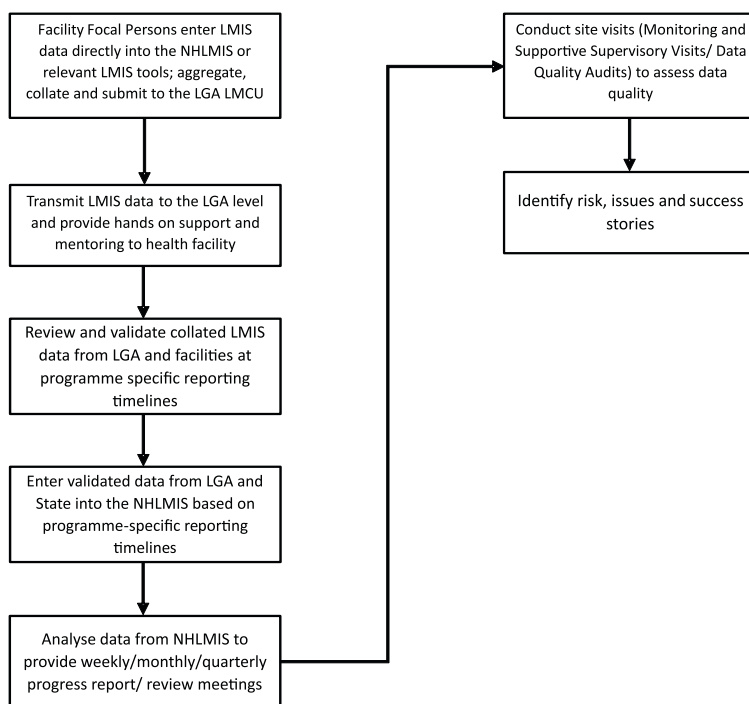 Facility Focal Persons enter LMIS
data directly into the NHLMIS or
relevant LMIS tools; aggregate,
collate and submit to the LGA LMCU
Transmit LMIS data to the LGA level
and provide hands on support and
mentoring to health facility
Review and validate collated LMIS
data from LGA and facilities at
programme specific reporting
timelines
Enter validated data from LGA and
State into the NHLMIS based on
programme-specific reporting
timelines
Analyse data from NHLMIS to
provide weekly/monthly/quarterly
progress report/ review meetings
Conduct site visits (Monitoring and
Supportive Supervisory Visits/ Data
Quality Audits) to assess data
quality
Identify risk, issues and success
stories